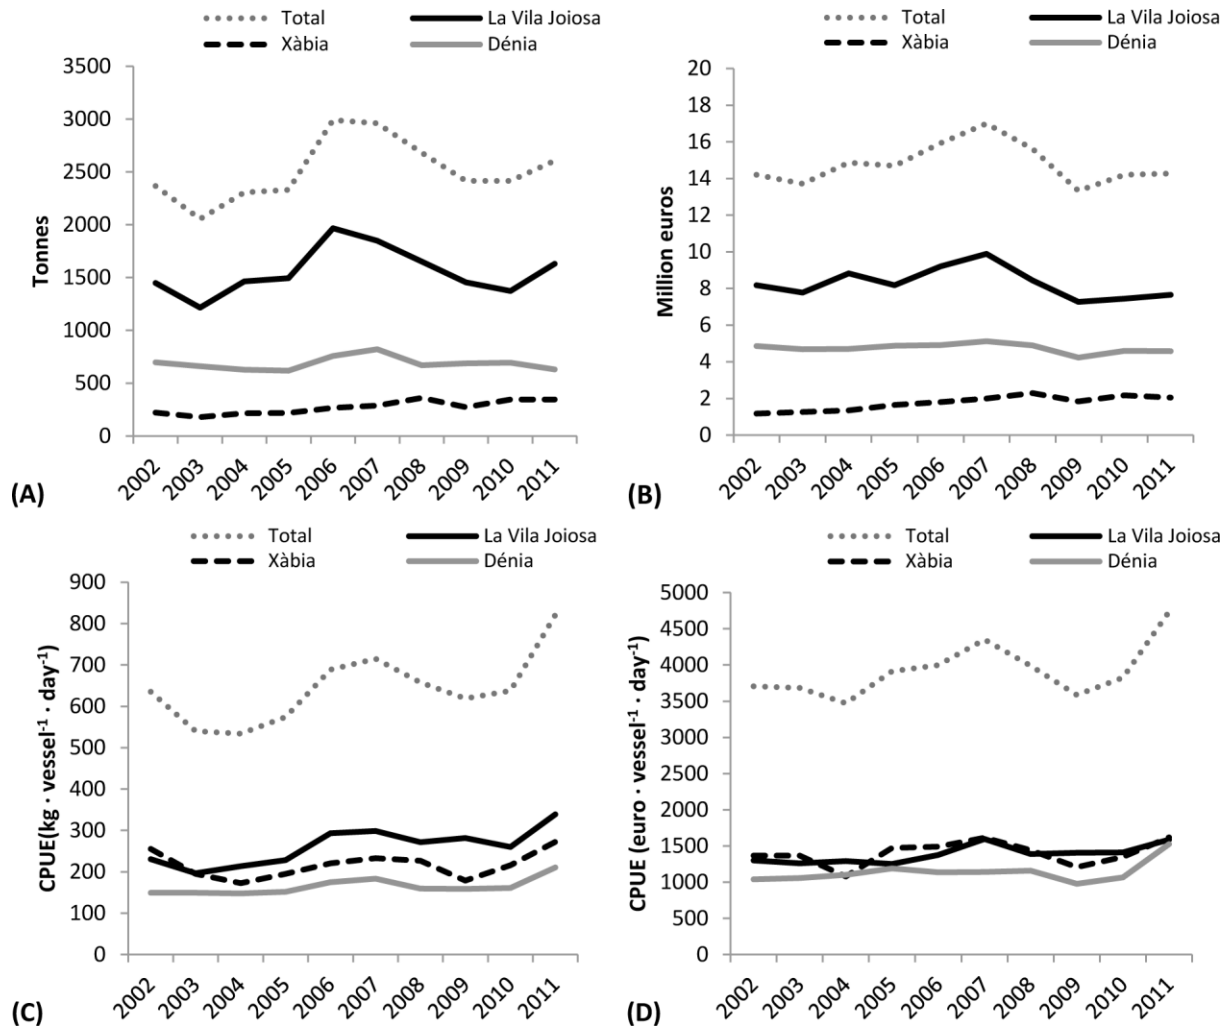 Total La Vila Joiosa
Xàbia Dénia
3500
3000
2500
2000
1500
1000
500
0
Tonnes
2002 2003 2004 2005 2006 2007 2008 2009 2010 2011
(A)
Total La Vila Joiosa
Xàbia Dénia
20
18
16
14
12
10
8
6
4
2
0
Million euros
2002 2003 2004 2005 2006 2007 2008 2009 2010 2011
(B)
Total La Vila Joiosa
Xàbia Dénia
900
800
700
600
500
400
300
200
100
0
CPUE(kg · vessel⁻¹ · day⁻¹)
2002 2003 2004 2005 2006 2007 2008 2009 2010 2011
(C)
Total La Vila Joiosa
Xàbia Dénia
5000
4500
4000
3500
3000
2500
2000
1500
1000
500
0
CPUE (euro · vessel⁻¹ · day⁻¹)
2002 2003 2004 2005 2006 2007 2008 2009 2010 2011
(D)